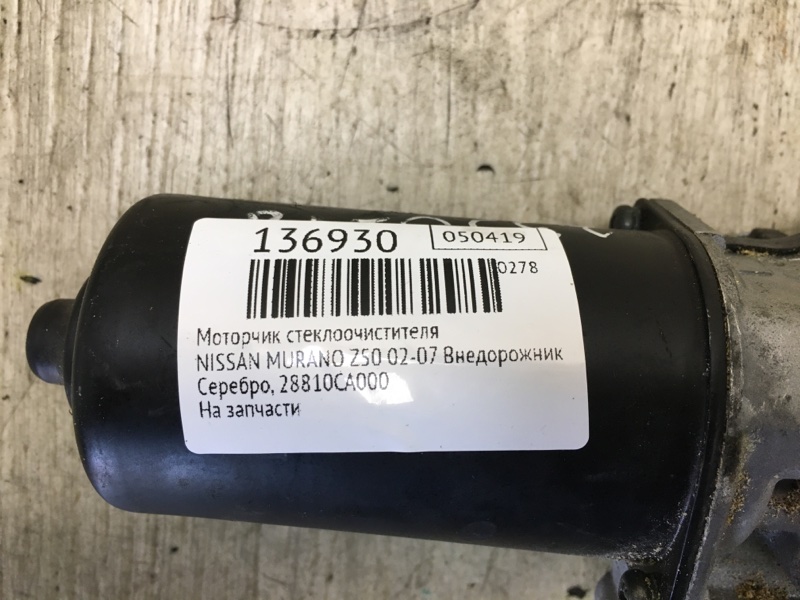 136930 050419
0278
Моторчик стеклоочистителя
NISSAN MURANO Z50 02-07 Внедорожник
Серебро, 28810CA000
На запчасти